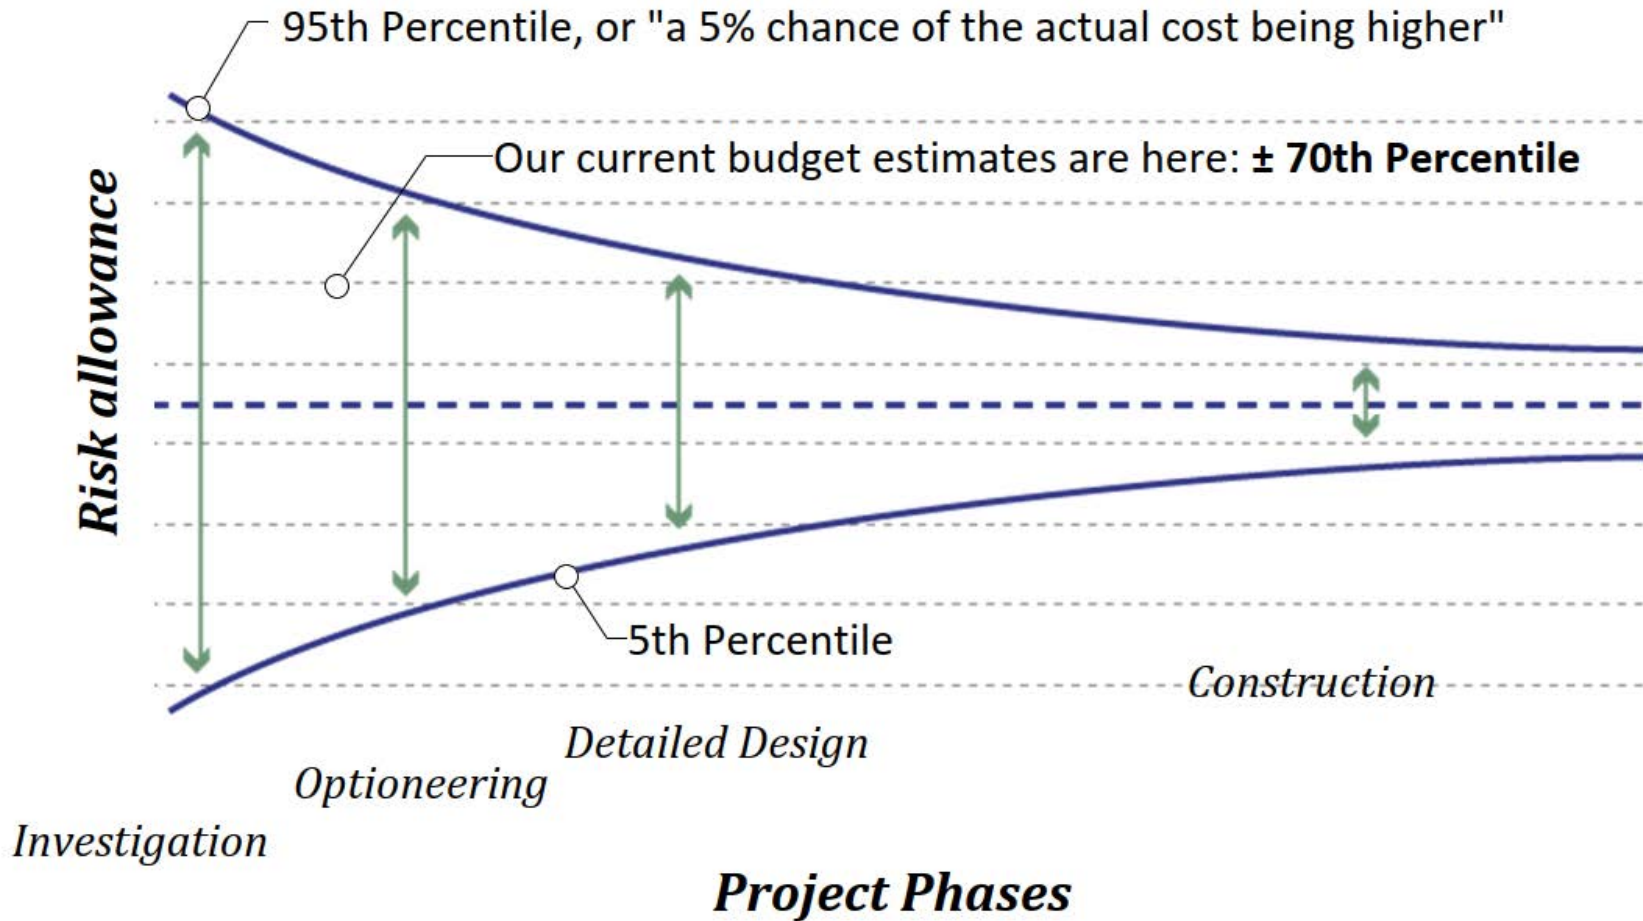 95th Percentile, or "a 5% chance of the actual cost being higher"
Our current budget estimates are here: ± 70th Percentile
Risk allowance
5th Percentile
Construction
Detailed Design
Optioneering
Investigation
Project Phases